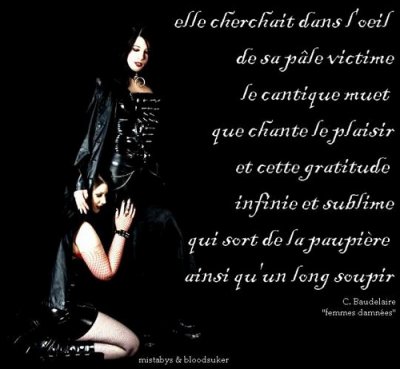 elle cherchait dans l'oeil
de sa pâle victime
le cantique muet
que chante le plaisir
et cette gratitude
infinie et sublime
qui sort de la paupière
ainsi qu'un long soupir
C. Baudelaire
"femmes damnées"
mistabys & bloodsuker